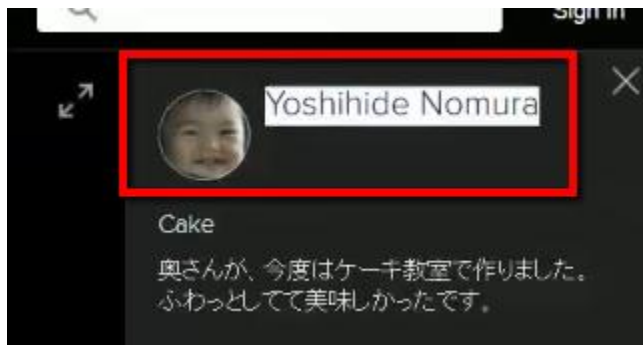 Sign in
Yoshihide Nomura
Cake
奥さんが、今度はケーキ教室で作りました。
ふわっとしてて美味しかったです。